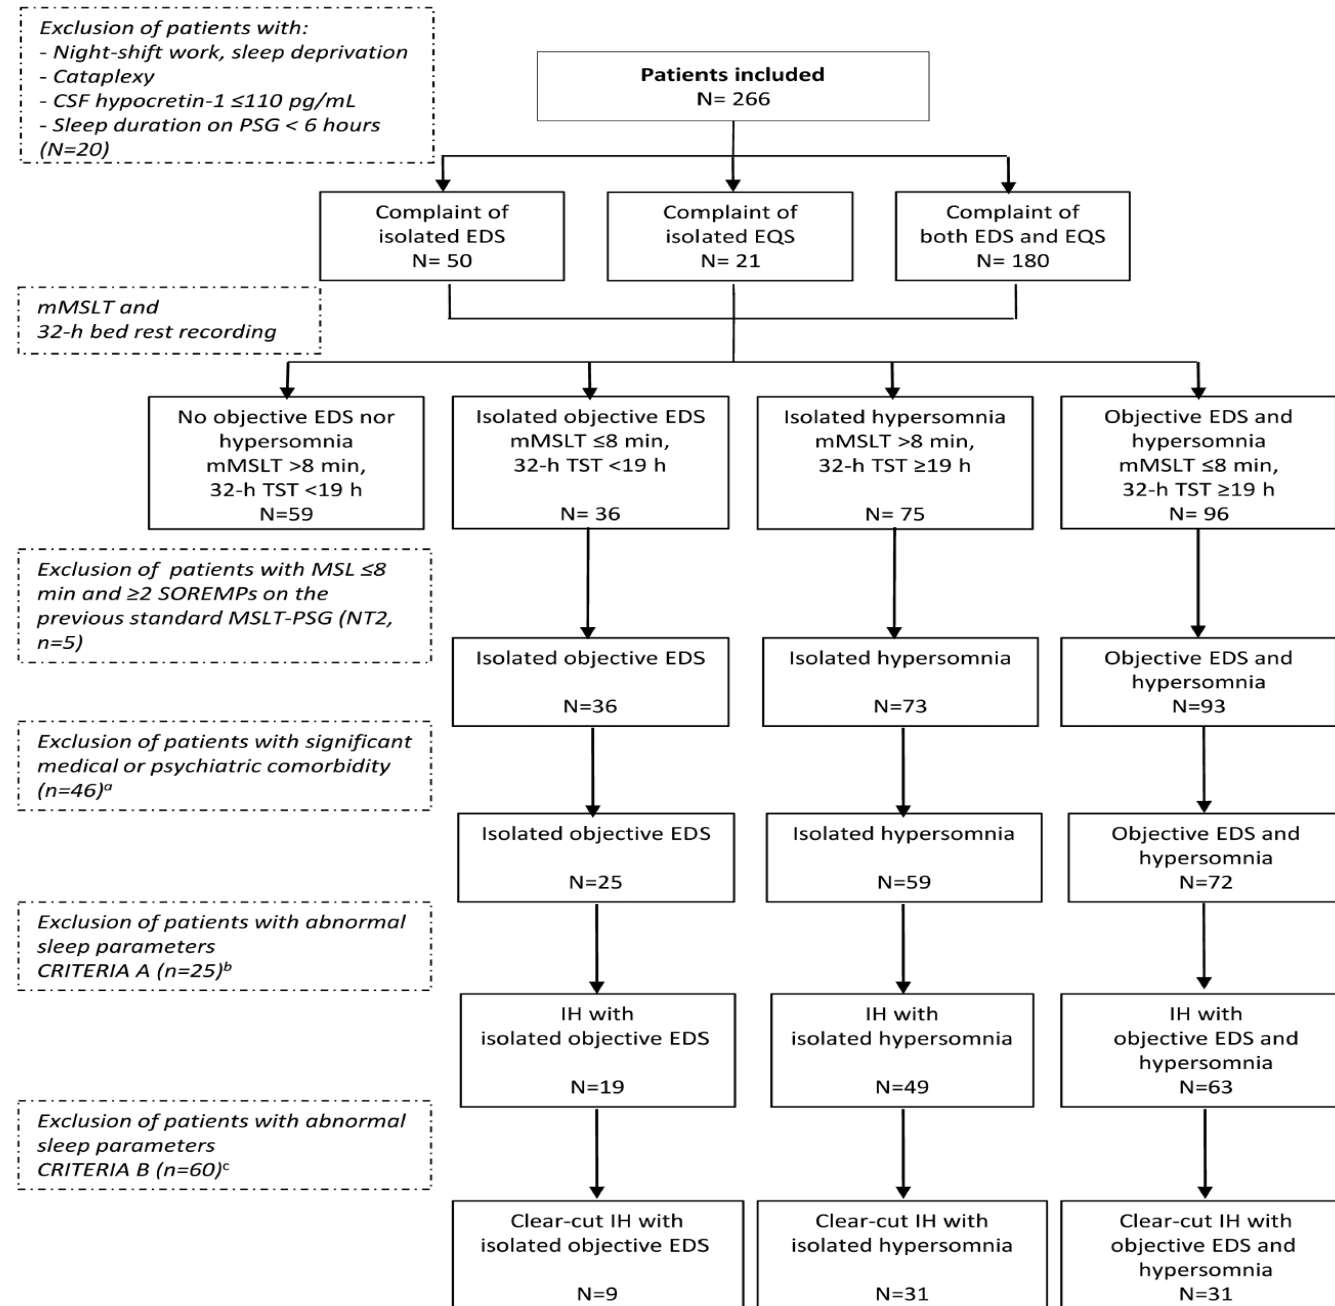 Exclusion of patients with:
- Night-shift work, sleep deprivation
- Cataplexy
- CSF hypocretin-1 ≤110 pg/mL
- Sleep duration on PSG < 6 hours
(N=20)
Patients included
N= 266
Complaint of
isolated EDS
N= 50
Complaint of
isolated EQS
N= 21
Complaint of
both EDS and EQS
N= 180
mMSLT and
32-h bed rest recording
No objective EDS nor
hypersomnia
mMSLT >8 min,
32-h TST <19 h
N=59
Isolated objective EDS
mMSLT ≤8 min,
32-h TST <19 h
N= 36
Isolated hypersomnia
mMSLT >8 min,
32-h TST ≥19 h
N= 75
Objective EDS and
hypersomnia
mMSLT ≤8 min,
32-h TST ≥19 h
N= 96
Exclusion of  patients with MSL ≤8
min and ≥2 SOREMPs on the
previous standard MSLT-PSG (NT2,
n=5)
Isolated objective EDS
N=36
Isolated hypersomnia
N=73
Objective EDS and
hypersomnia
N=93
Exclusion of patients with significant
medical or psychiatric comorbidity
(n=46)ᵃ
Isolated objective EDS
N=25
Isolated hypersomnia
N=59
Objective EDS and
hypersomnia
N=72
Exclusion of patients with abnormal
sleep parameters
CRITERIA A (n=25)ᵇ
IH with
isolated objective EDS
N=19
IH with
isolated hypersomnia
N=49
IH with
objective EDS and
hypersomnia
N=63
Exclusion of patients with abnormal
sleep parameters
CRITERIA B (n=60)ᶜ
Clear-cut IH with
isolated objective EDS
N=9
Clear-cut IH with
isolated hypersomnia
N=31
Clear-cut IH with
objective EDS and
hypersomnia
N=31